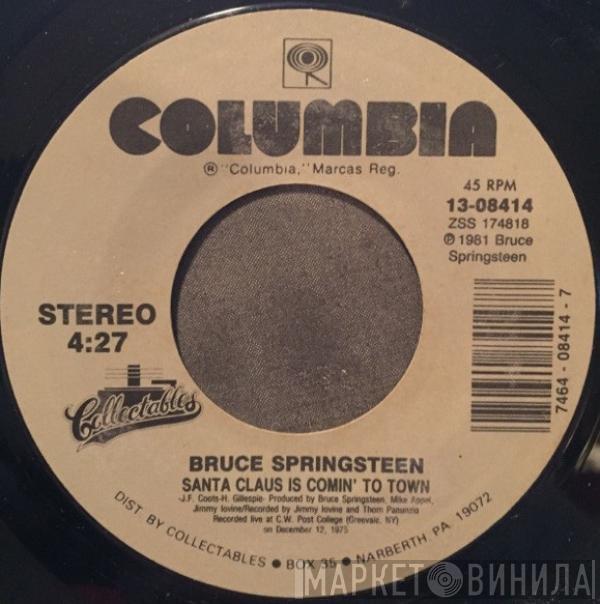 COLUMBIA
® "Columbia," Marcas Reg.
45 RPM
13-08414
ZSS 174818
℗ 1981 Bruce
Springsteen
STEREO
4:27
7464 - 08414 - 7
Collectables
BRUCE SPRINGSTEEN
SANTA CLAUS IS COMIN' TO TOWN
-J.F. Coots-H. Gillespie- Produced by Bruce Springsteen, Mike Appel,
Jimmy Iovine/Recorded by Jimmy Iovine and Thom Panunzio
Recorded live at C.W. Post College (Greevale, NY)
on December 12, 1975
DIST. BY COLLECTABLES ● BOX 35 ● NARBERTH, PA. 19072
МАРКЕТ ВИНИЛА